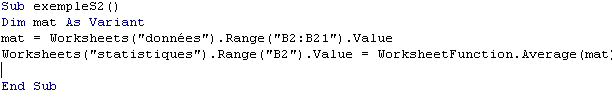 Sub exempleS2()
Dim mat As Variant
mat = Worksheets("données").Range("B2:B21").Value
Worksheets("statistiques").Range("B2").Value = WorksheetFunction.Average(mat)
End Sub